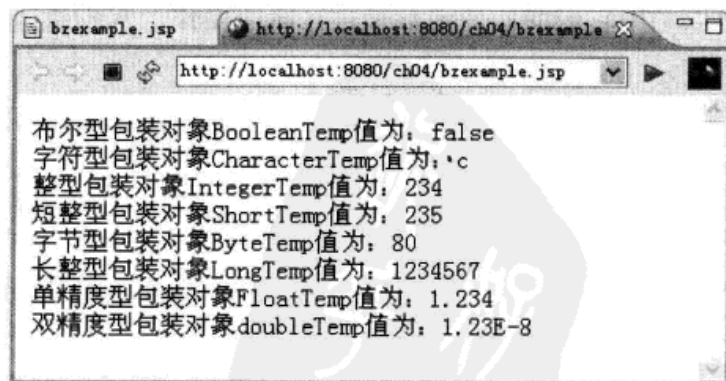 bzexample.jsp
http://localhost:8080/ch04/bzexample
http://localhost:8080/ch04/bzexample.jsp
布尔型包装对象BooleanTemp值为：false
字符型包装对象CharacterTemp值为：c
整型包装对象IntegerTemp值为：234
短整型包装对象ShortTemp值为：235
字节型包装对象ByteTemp值为：80
长整型包装对象LongTemp值为：1234567
单精度型包装对象FloatTemp值为：1.234
双精度型包装对象doubleTemp值为：1.23E-8